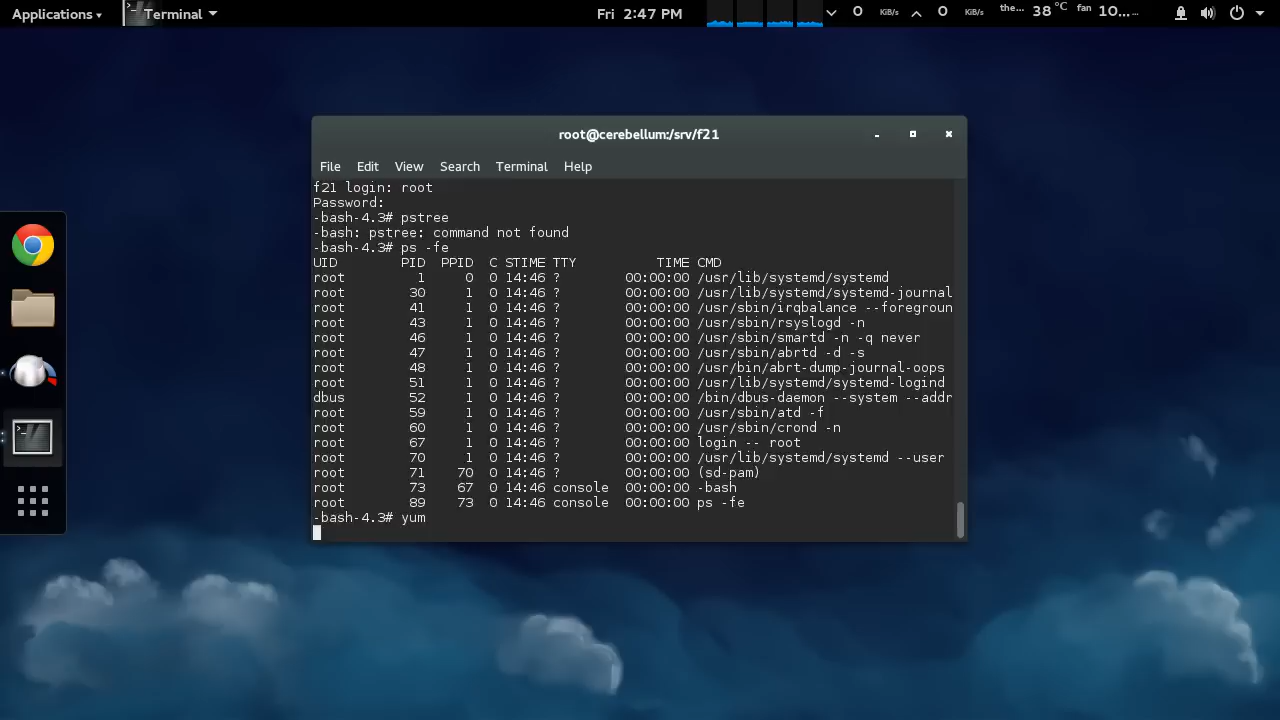 Applications Terminal Fri 2:47 PM 0 KiB/s 0 KiB/s the... 38 °C fan 10...
root@cerebellum:/srv/f21
File Edit View Search Terminal Help
f21 login: root
Password:
-bash-4.3# pstree
-bash: pstree: command not found
-bash-4.3# ps -fe
UID PID PPID C STIME TTY TIME CMD
root 1 0 0 14:46 ? 00:00:00 /usr/lib/systemd/systemd
root 30 1 0 14:46 ? 00:00:00 /usr/lib/systemd/systemd-journal
root 41 1 0 14:46 ? 00:00:00 /usr/sbin/irqbalance --foregroun
root 43 1 0 14:46 ? 00:00:00 /usr/sbin/rsyslogd -n
root 46 1 0 14:46 ? 00:00:00 /usr/sbin/smartd -n -q never
root 47 1 0 14:46 ? 00:00:00 /usr/sbin/abrtd -d -s
root 48 1 0 14:46 ? 00:00:00 /usr/bin/abrt-dump-journal-oops
root 51 1 0 14:46 ? 00:00:00 /usr/lib/systemd/systemd-logind
dbus 52 1 0 14:46 ? 00:00:00 /bin/dbus-daemon --system --addr
root 59 1 0 14:46 ? 00:00:00 /usr/sbin/atd -f
root 60 1 0 14:46 ? 00:00:00 /usr/sbin/crond -n
root 67 1 0 14:46 ? 00:00:00 login -- root
root 70 1 0 14:46 ? 00:00:00 /usr/lib/systemd/systemd --user
root 71 70 0 14:46 ? 00:00:00 (sd-pam)
root 73 67 0 14:46 console 00:00:00 -bash
root 89 73 0 14:46 console 00:00:00 ps -fe
-bash-4.3# yum